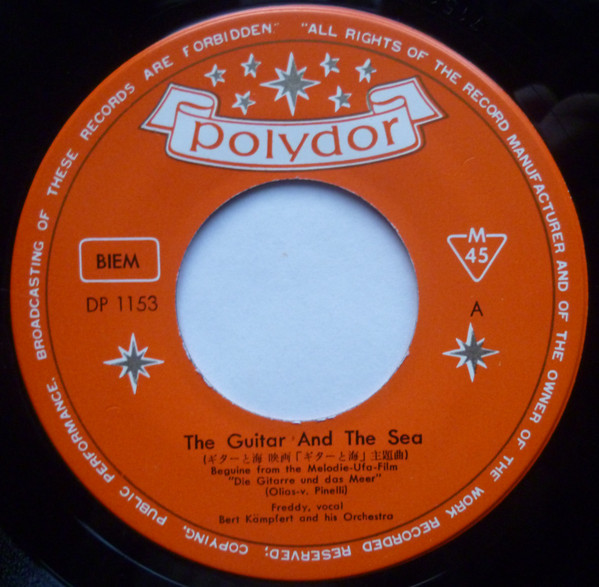 "ALL RIGHTS OF THE RECORD MANUFACTURER AND OF THE OWNER OF THE WORK RECORDED RESERVED; COPYING, PUBLIC PERFORMANCE, BROADCASTING OF THESE RECORDS ARE FORBIDDEN"
polydor
BIEM
M
45
DP 1153
A
The Guitar And The Sea
(ギターと海 映画「ギターと海」主題曲)
Beguine from the Melodie-Ufa-Film
"Die Gitarre und das Meer"
(Olias-v. Pinelli)
Freddy, vocal
Bert Kämpfert and his Orchestra